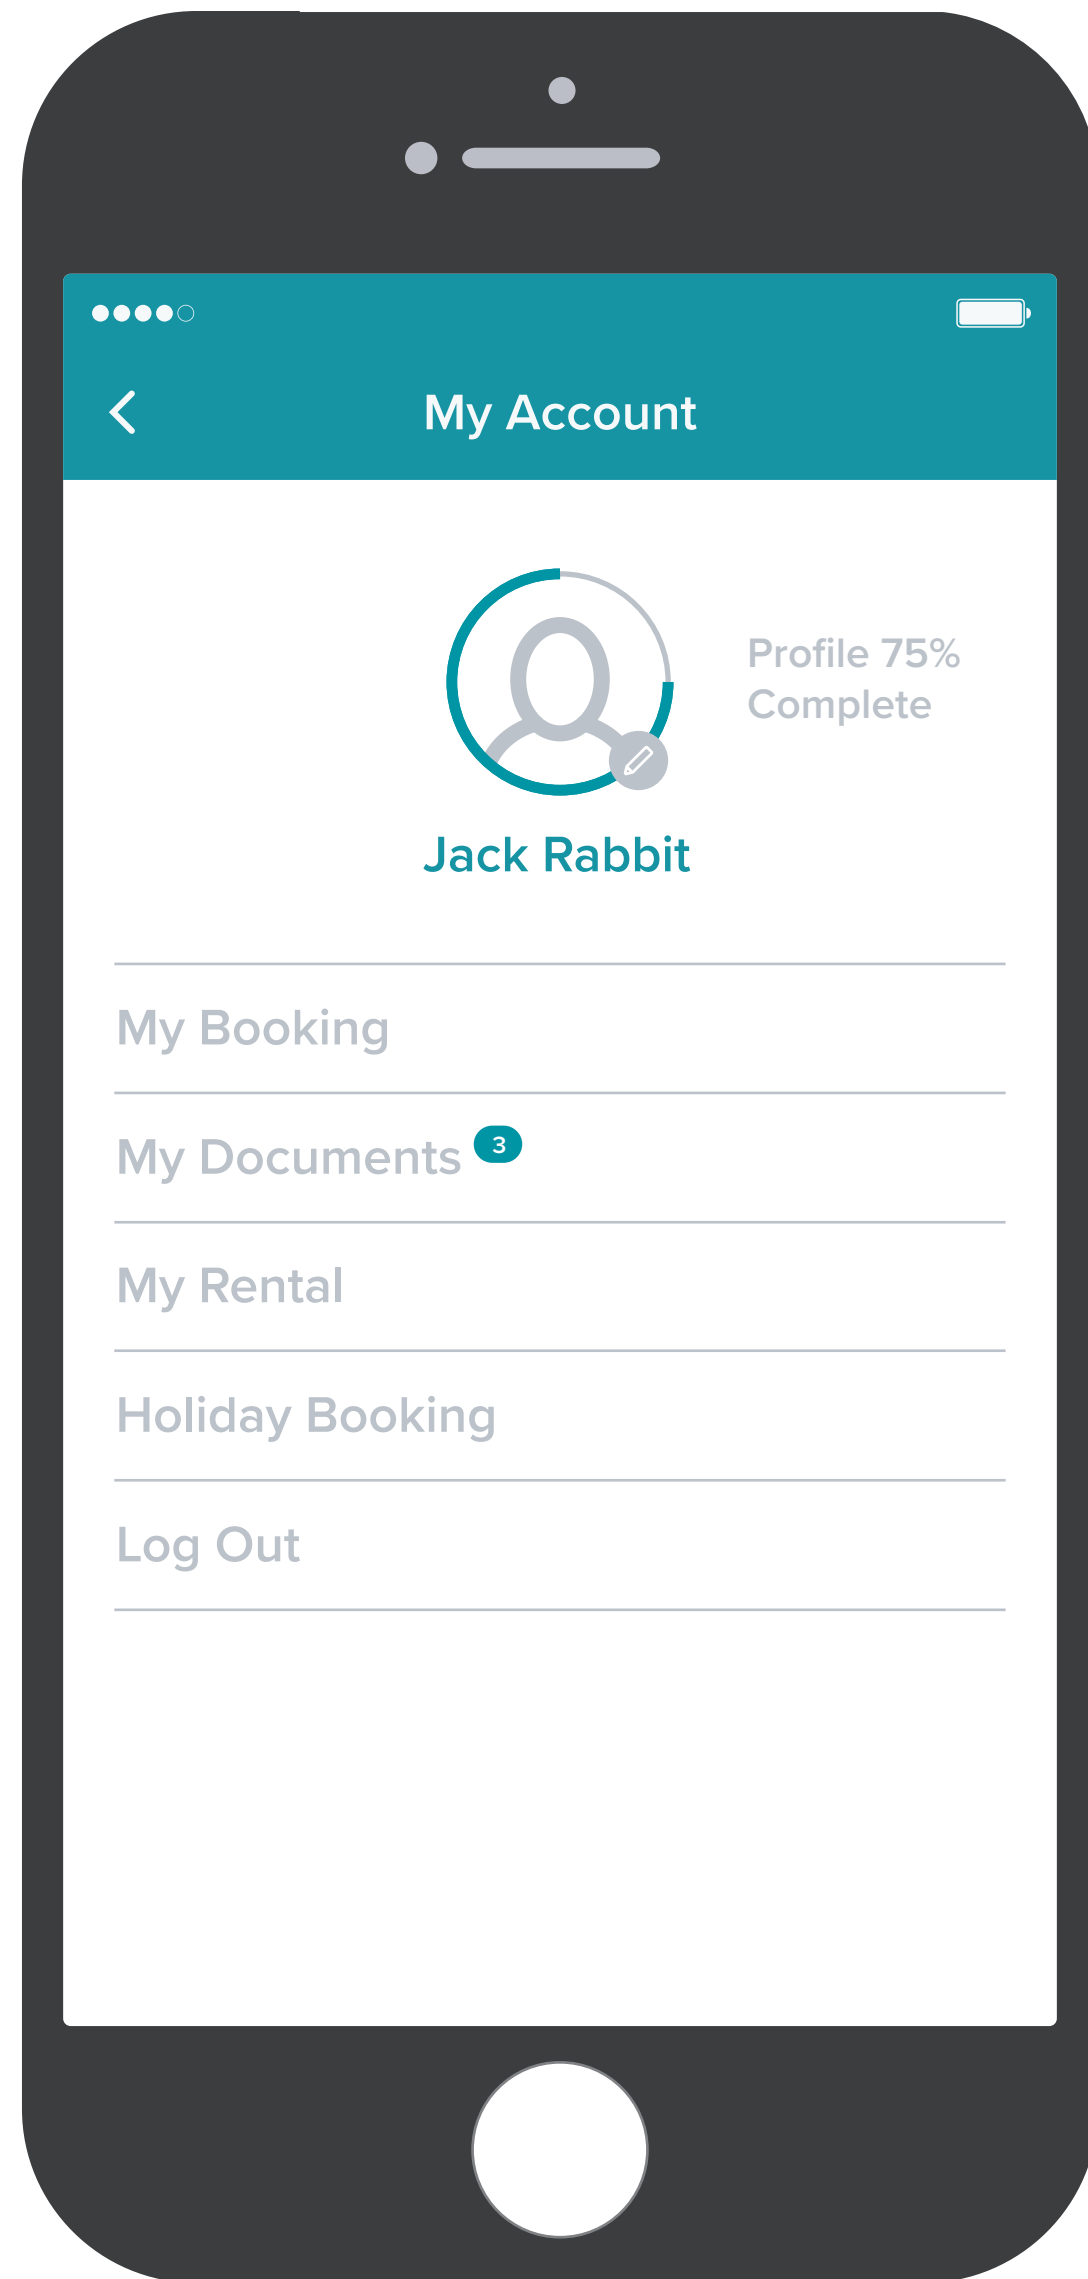 My Account
Profile 75%
Complete
Jack Rabbit
My Booking
My Documents 3
My Rental
Holiday Booking
Log Out